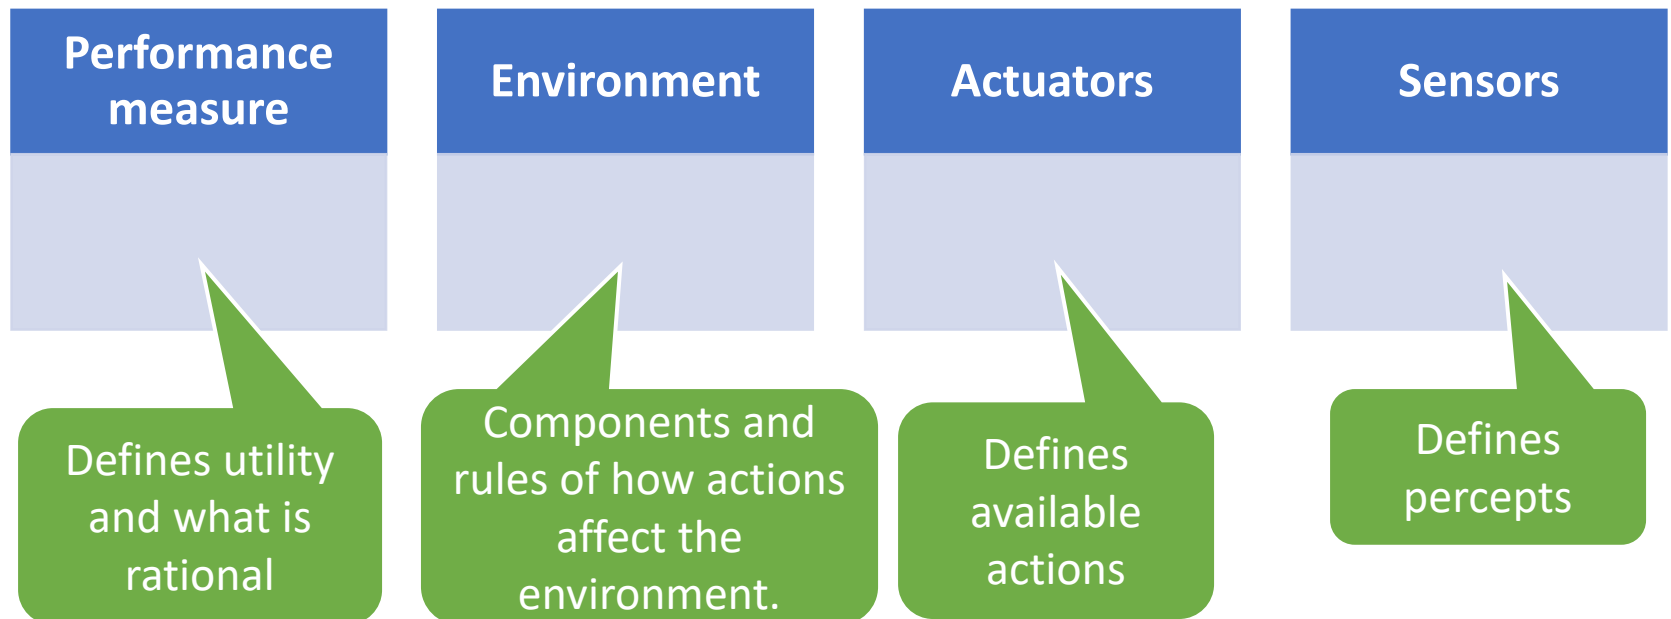 Performance
measure
Environment
Actuators
Sensors
Defines utility
and what is
rational
Components and
rules of how actions
affect the
environment.
Defines
available
actions
Defines
percepts